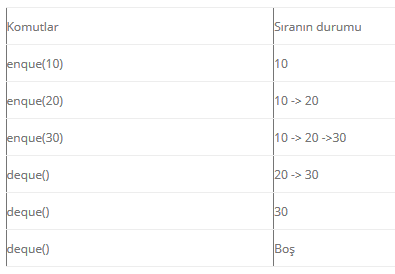 Komutlar Sıranın durumu
enque(10) 10
enque(20) 10 -> 20
enque(30) 10 -> 20 ->30
deque() 20 -> 30
deque() 30
deque() Boş